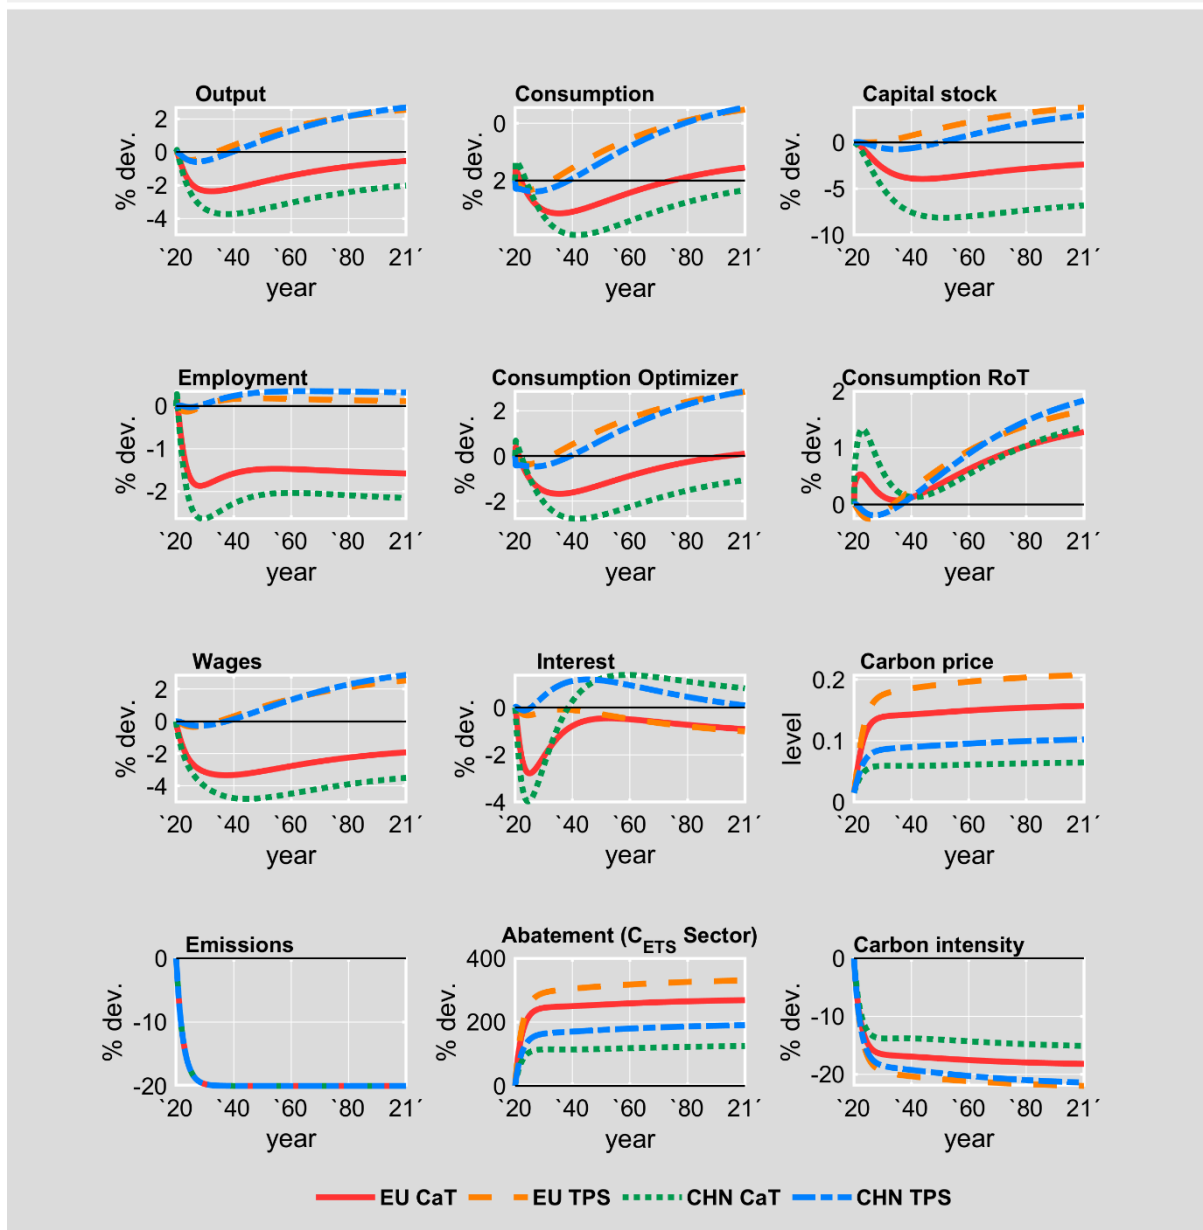 Output
Consumption
Capital stock
% dev.
2
0
-2
-4
`20 `40 `60 `80 21´
year
% dev.
0
2
`20 `40 `60 `80 21´
year
% dev.
0
-5
-10
`20 `40 `60 `80 21´
year
Employment
Consumption Optimizer
Consumption RoT
% dev.
0
-1
-2
`20 `40 `60 `80 21´
year
% dev.
2
0
-2
`20 `40 `60 `80 21´
year
% dev.
2
1
0
`20 `40 `60 `80 21´
year
Wages
Interest
Carbon price
% dev.
2
0
-2
-4
`20 `40 `60 `80 21´
year
% dev.
0
-2
-4
`20 `40 `60 `80 21´
year
level
0.2
0.1
0
`20 `40 `60 `80 21´
year
Emissions
Abatement (C_ETS Sector)
Carbon intensity
% dev.
0
-10
-20
`20 `40 `60 `80 21´
year
% dev.
400
200
0
`20 `40 `60 `80 21´
year
% dev.
0
-10
-20
`20 `40 `60 `80 21´
year
EU CaT EU TPS CHN CaT CHN TPS